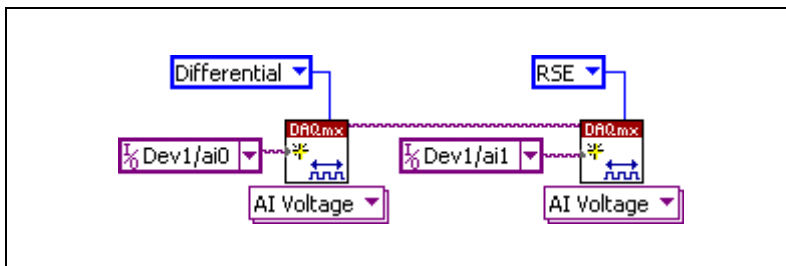 Differential
RSE
DAQmx
DAQmx
I/O Dev1/ai0
I/O Dev1/ai1
AI Voltage
AI Voltage